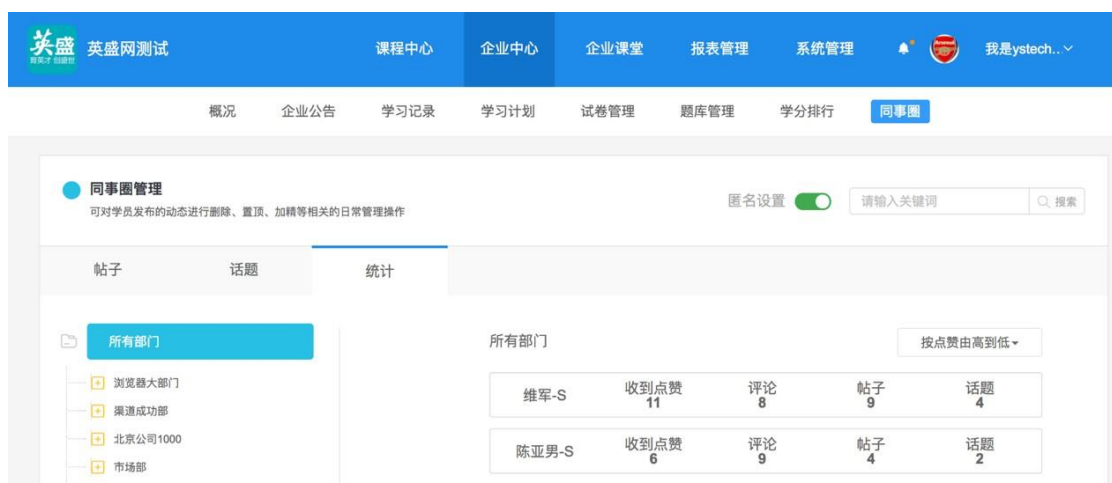 英盛
育英才 创盛世
英盛网测试 课程中心 企业中心 企业课堂 报表管理 系统管理 我是ystech..
概况 企业公告 学习记录 学习计划 试卷管理 题库管理 学分排行 同事圈
同事圈管理
可对学员发布的动态进行删除、置顶、加精等相关的日常管理操作
匿名设置 请输入关键词 搜索
帖子 话题 统计
所有部门
浏览器大部门
渠道成功部
北京公司1000
市场部
所有部门 按点赞由高到低
维军-S 收到点赞 评论 帖子 话题
11 8 9 4
陈亚男-S 收到点赞 评论 帖子 话题
6 9 4 2